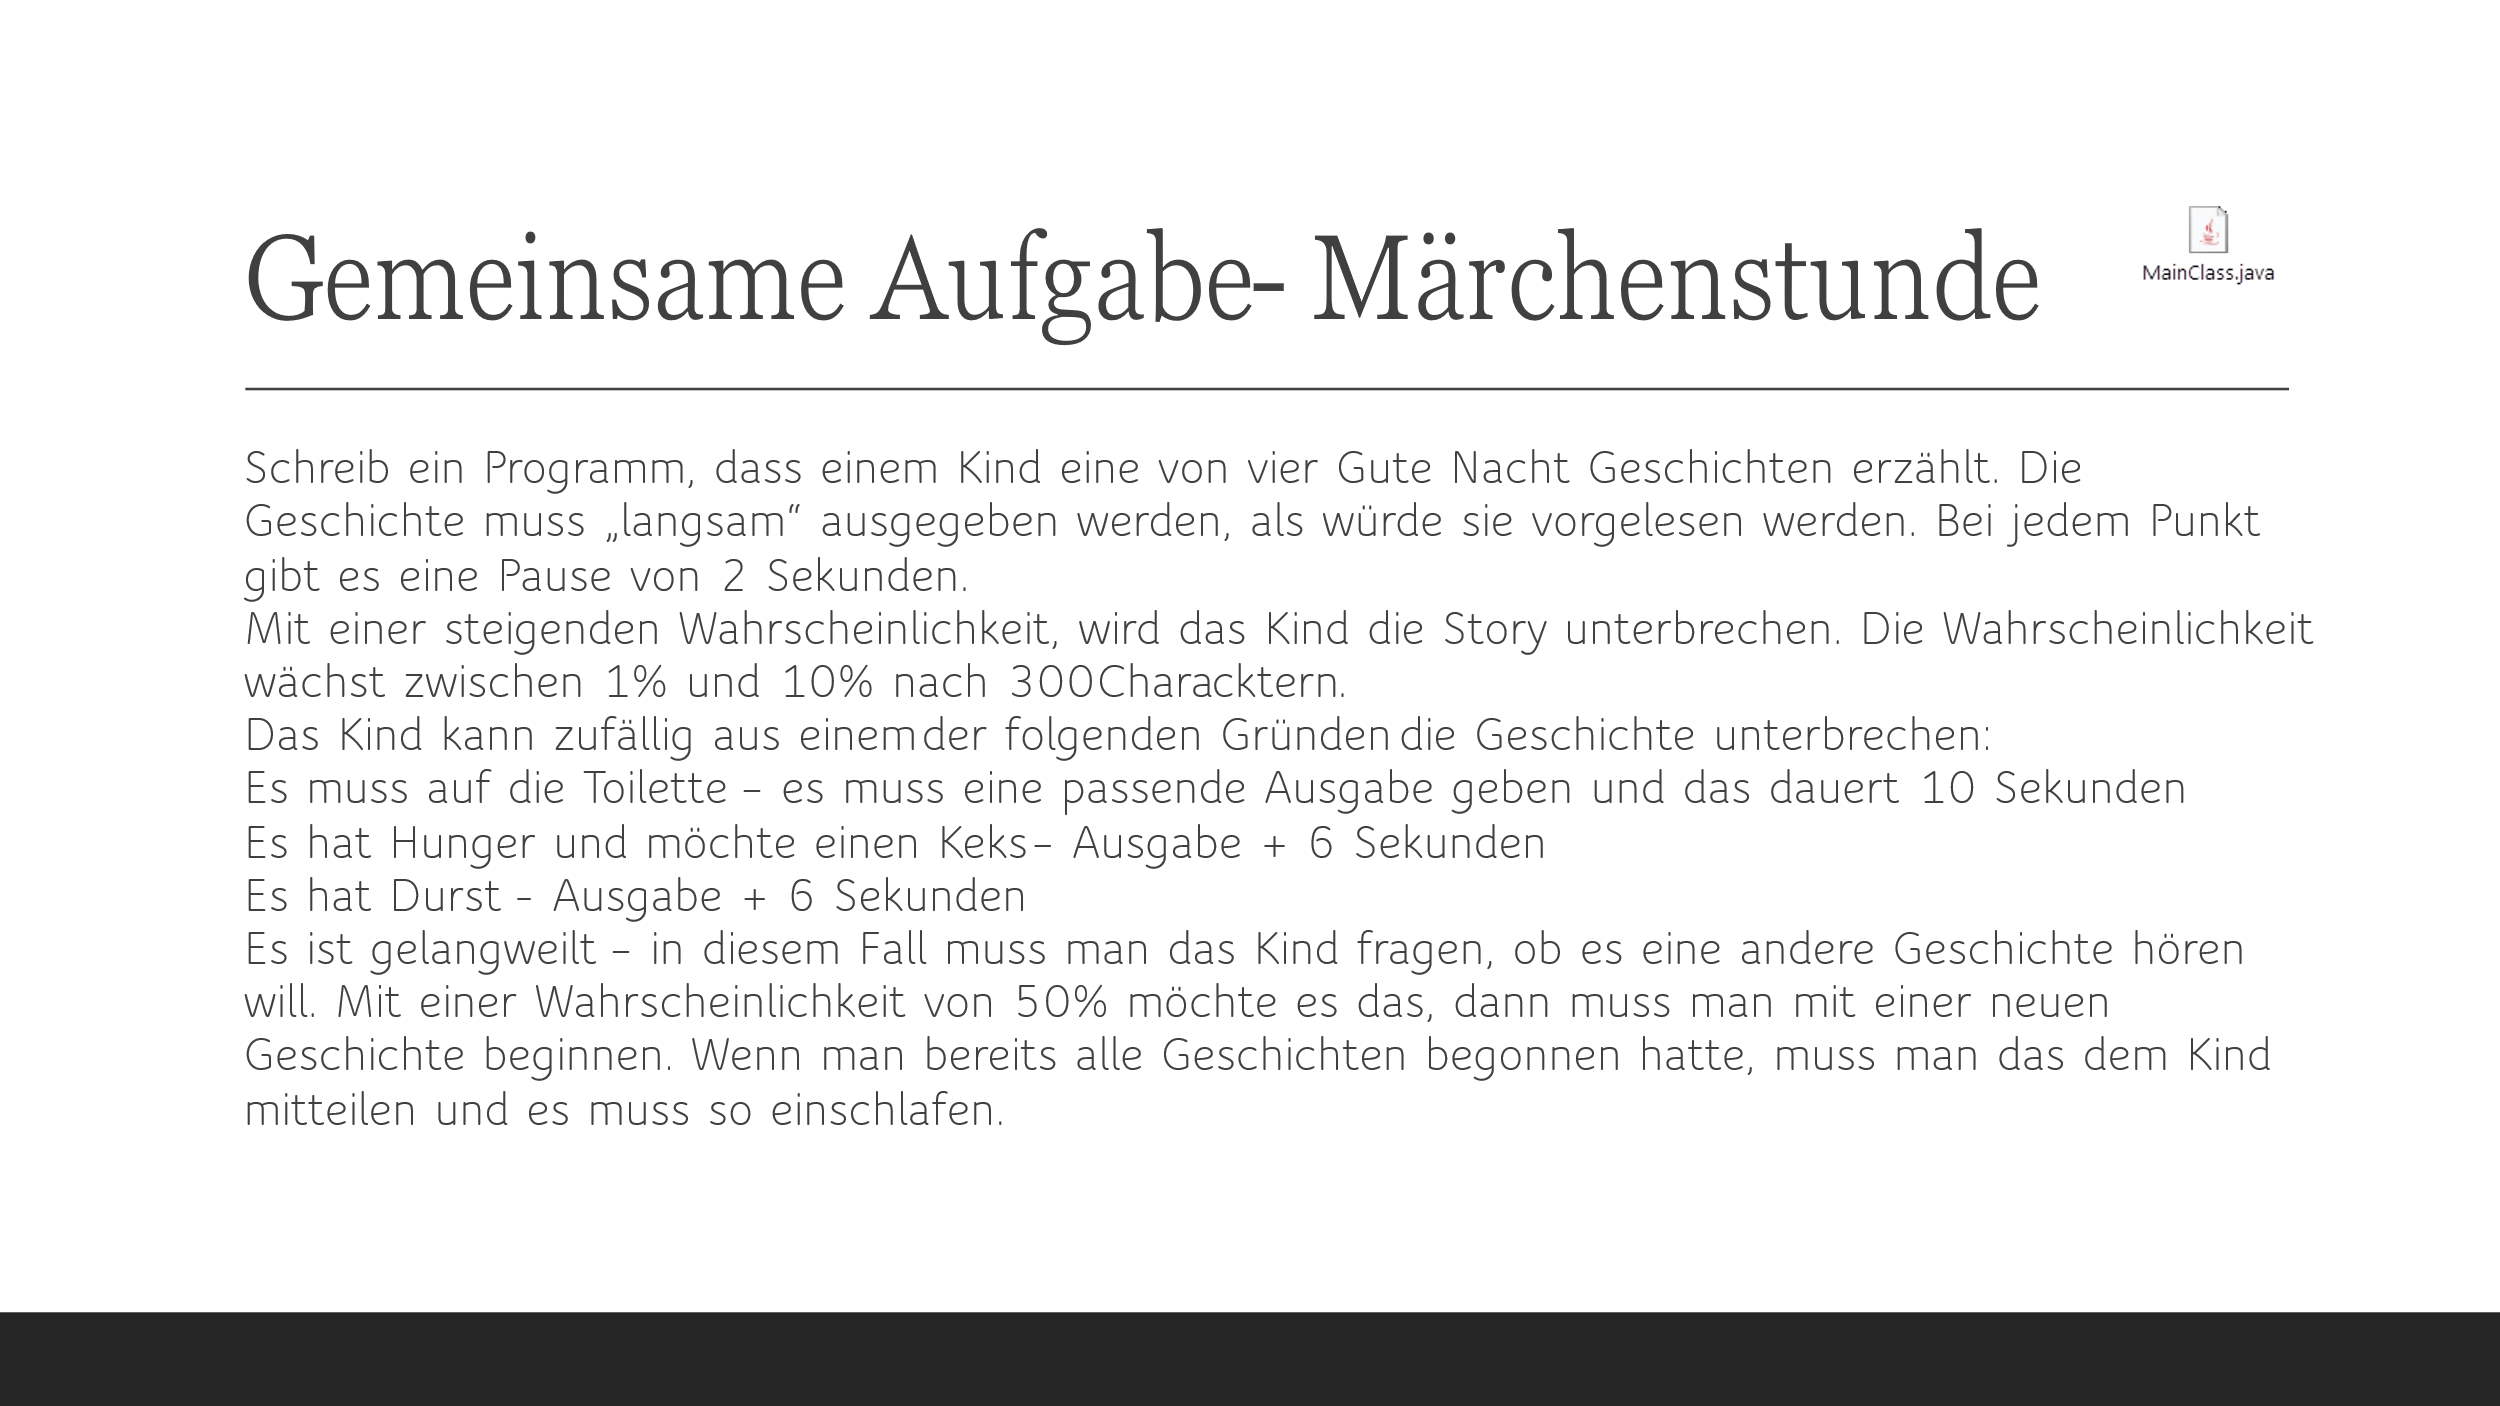 Gemeinsame Aufgabe- Märchenstunde
MainClass.java
Schreib ein Programm, dass einem Kind eine von vier Gute Nacht Geschichten erzählt. Die
Geschichte muss „langsam“ ausgegeben werden, als würde sie vorgelesen werden. Bei jedem Punkt
gibt es eine Pause von 2 Sekunden.
Mit einer steigenden Wahrscheinlichkeit, wird das Kind die Story unterbrechen. Die Wahrscheinlichkeit
wächst zwischen 1% und 10% nach 300Characktern.
Das Kind kann zufällig aus einem der folgenden Gründen die Geschichte unterbrechen:
Es muss auf die Toilette – es muss eine passende Ausgabe geben und das dauert 10 Sekunden
Es hat Hunger und möchte einen Keks– Ausgabe + 6 Sekunden
Es hat Durst - Ausgabe + 6 Sekunden
Es ist gelangweilt – in diesem Fall muss man das Kind fragen, ob es eine andere Geschichte hören
will. Mit einer Wahrscheinlichkeit von 50% möchte es das, dann muss man mit einer neuen
Geschichte beginnen. Wenn man bereits alle Geschichten begonnen hatte, muss man das dem Kind
mitteilen und es muss so einschlafen.